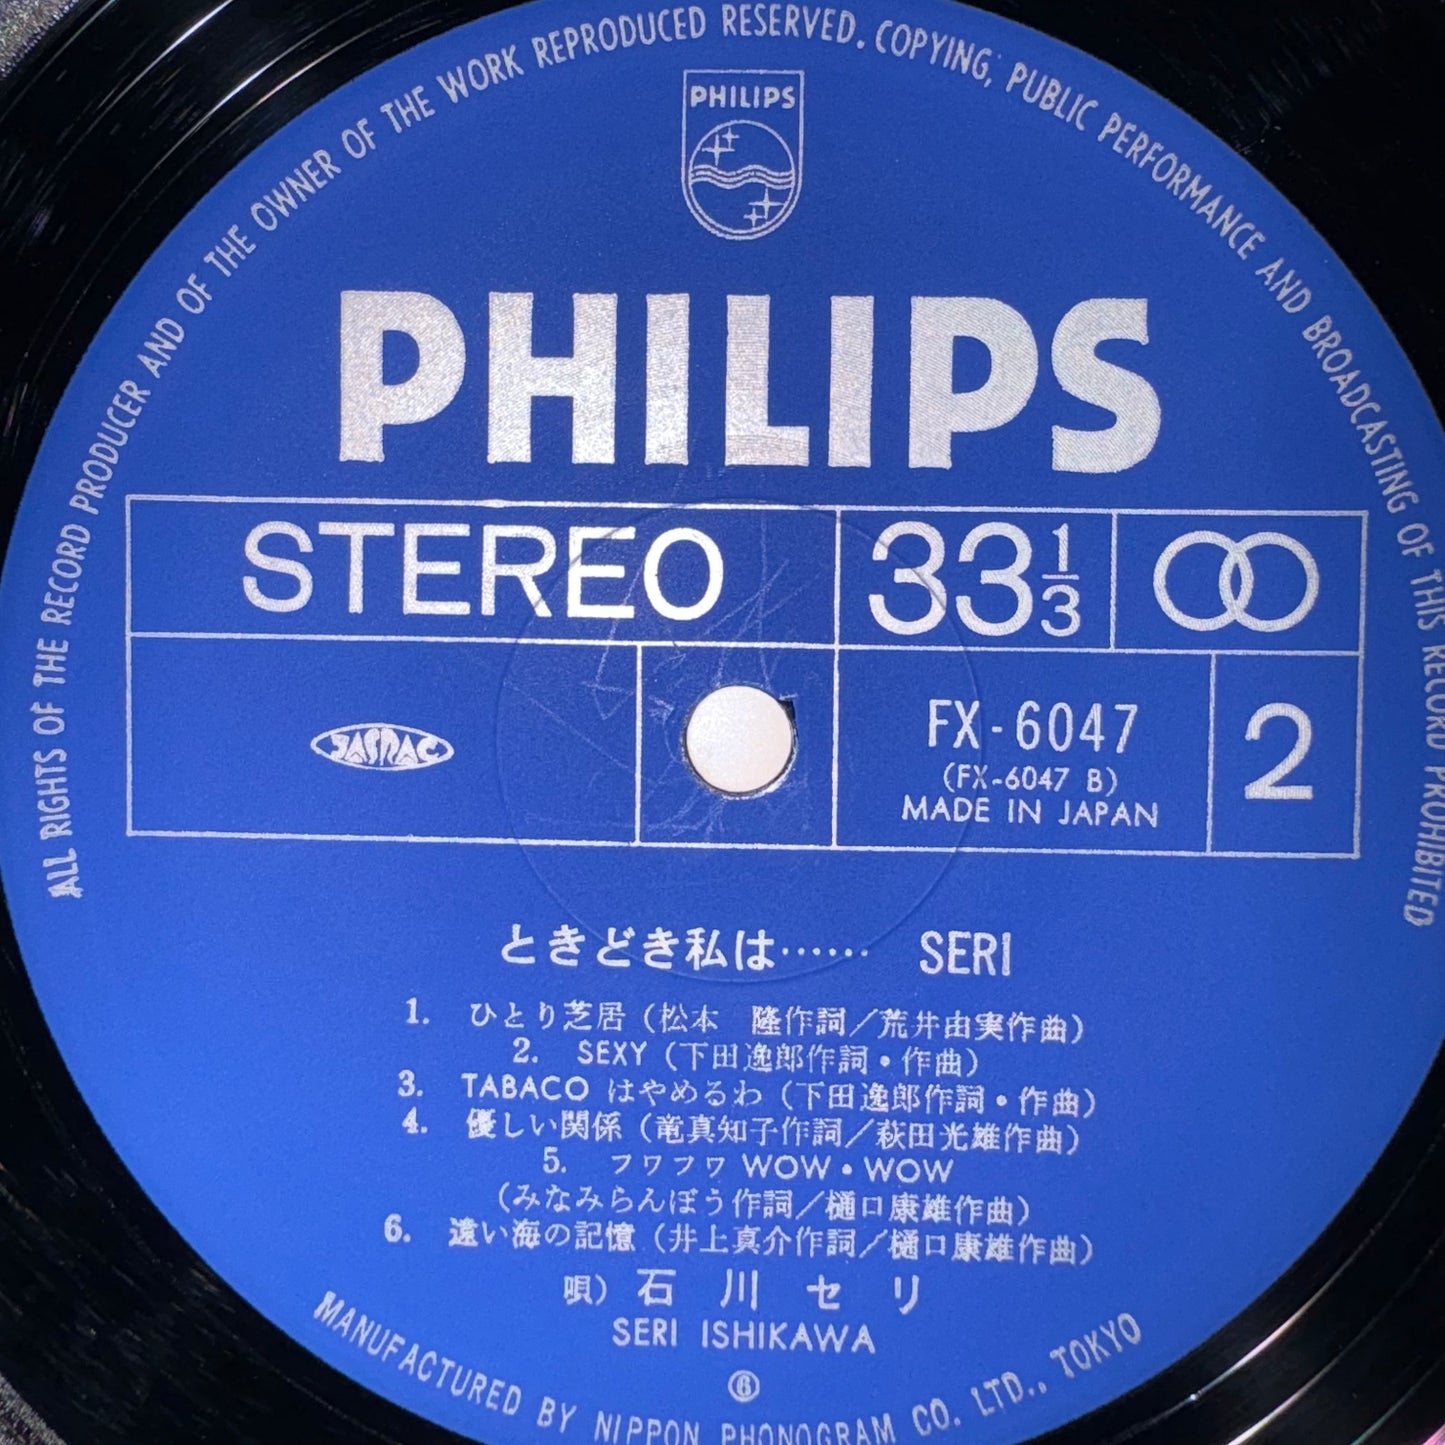 ALL RIGHTS OF THE RECORD PRODUCER AND OF THE OWNER OF THE WORK REPRODUCED RESERVED. COPYING, PUBLIC PERFORMANCE AND BROADCASTING OF THIS RECORD PROHIBITED
PHILIPS
PHILIPS
STEREO 33 1/3
JASRAC
FX-6047 2
(FX-6047 B)
MADE IN JAPAN
ときどき私は…… SERI
1. ひとり芝居（松本 隆作詞／荒井由実作曲）
2. SEXY（下田逸郎作詞・作曲）
3. TABACO はやめるわ（下田逸郎作詞・作曲）
4. 優しい関係（竜真知子作詞／萩田光雄作曲）
5. フワフワ WOW・WOW
（みなみらんぼう作詞／樋口康雄作曲）
6. 遠い海の記憶（井上真介作詞／樋口康雄作曲）
唄）石川セリ
SERI ISHIKAWA
⑥
MANUFACTURED BY NIPPON PHONOGRAM CO. LTD., TOKYO